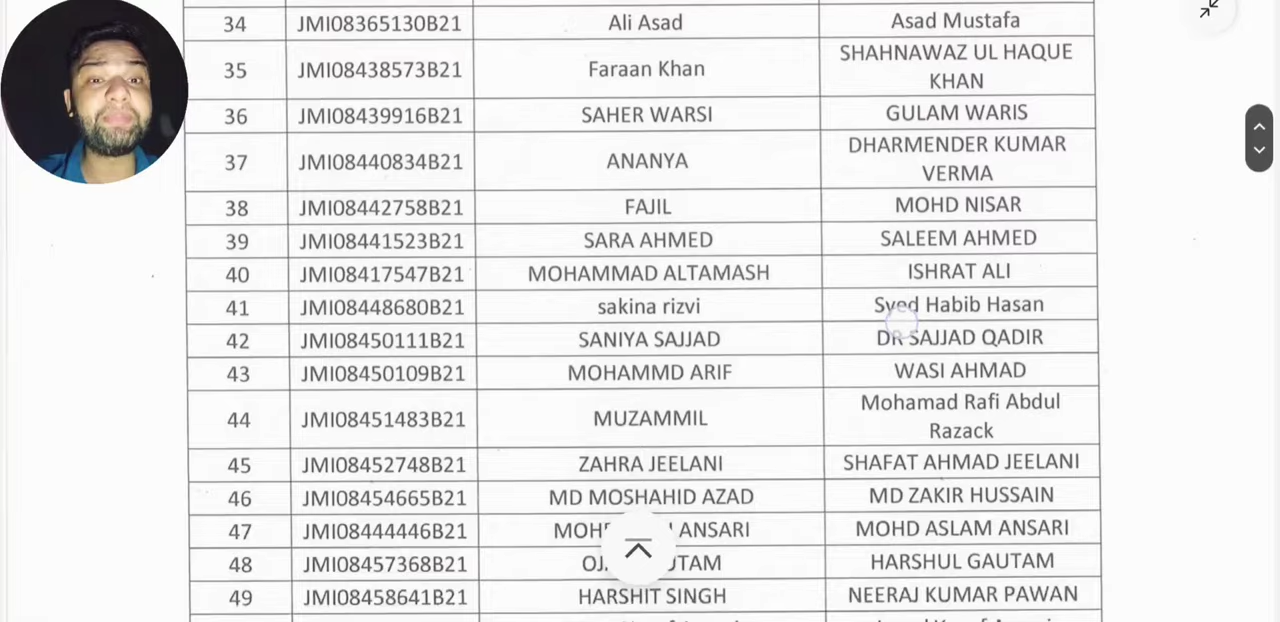 34 JMI08365130B21 Ali Asad Asad Mustafa
35 JMI08438573B21 Faraan Khan SHAHNAWAZ UL HAQUE
KHAN
36 JMI08439916B21 SAHER WARSI GULAM WARIS
37 JMI08440834B21 ANANYA DHARMENDER KUMAR
VERMA
38 JMI08442758B21 FAJIL MOHD NISAR
39 JMI08441523B21 SARA AHMED SALEEM AHMED
40 JMI08417547B21 MOHAMMAD ALTAMASH ISHRAT ALI
41 JMI08448680B21 sakina rizvi Syed Habib Hasan
42 JMI08450111B21 SANIYA SAJJAD DR SAJJAD QADIR
43 JMI08450109B21 MOHAMMD ARIF WASI AHMAD
44 JMI08451483B21 MUZAMMIL Mohamad Rafi Abdul
Razack
45 JMI08452748B21 ZAHRA JEELANI SHAFAT AHMAD JEELANI
46 JMI08454665B21 MD MOSHAHID AZAD MD ZAKIR HUSSAIN
47 JMI08444446B21 ANSARI MOHD ASLAM ANSARI
48 JMI08457368B21 HARSHUL GAUTAM
49 JMI08458641B21 HARSHIT SINGH NEERAJ KUMAR PAWAN